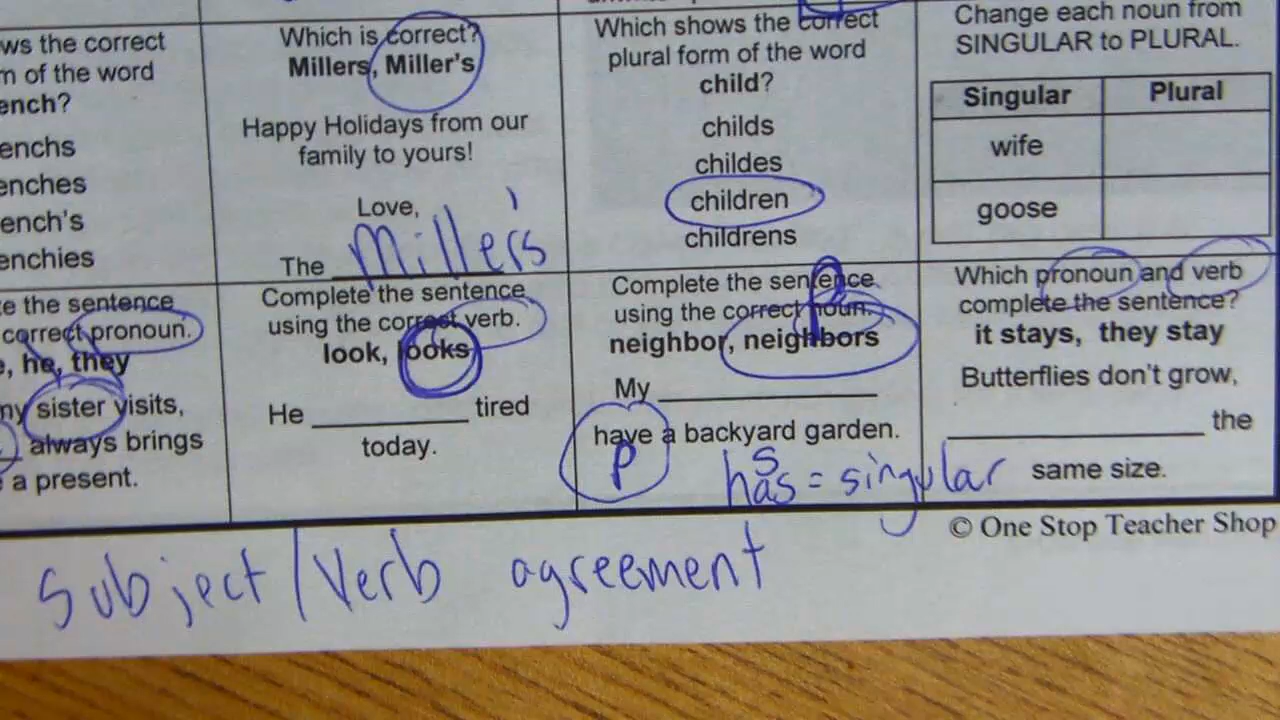 ws the correct
m of the word
ench?
enchs
enches
ench's
enchies
Which is correct?
Millers, Miller's
Happy Holidays from our
family to yours!
Love,
The Miller's
Which shows the correct
plural form of the word
child?
childs
childes
children
childrens
Change each noun from
SINGULAR to PLURAL.
Singular Plural
wife
goose
te the sentence
correct pronoun.
e, he, they
my sister visits,
always brings
a present.
Complete the sentence
using the correct verb.
look, looks
He ____________ tired
today.
Complete the sentence
using the correct noun.
neighbor, neighbors
My ____________
have a backyard garden.
P
s
has = singular
Which pronoun and verb
complete the sentence?
it stays, they stay
Butterflies don't grow,
____________ the
same size.
© One Stop Teacher Shop
Subject/Verb agreement